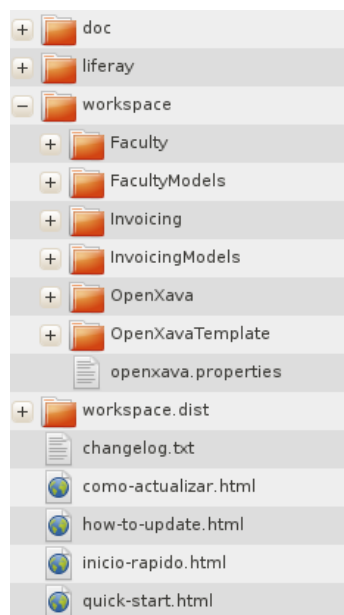 doc
liferay
workspace
Faculty
FacultyModels
Invoicing
InvoicingModels
OpenXava
OpenXavaTemplate
openxava.properties
workspace.dist
changelog.txt
como-actualizar.html
how-to-update.html
inicio-rapido.html
quick-start.html